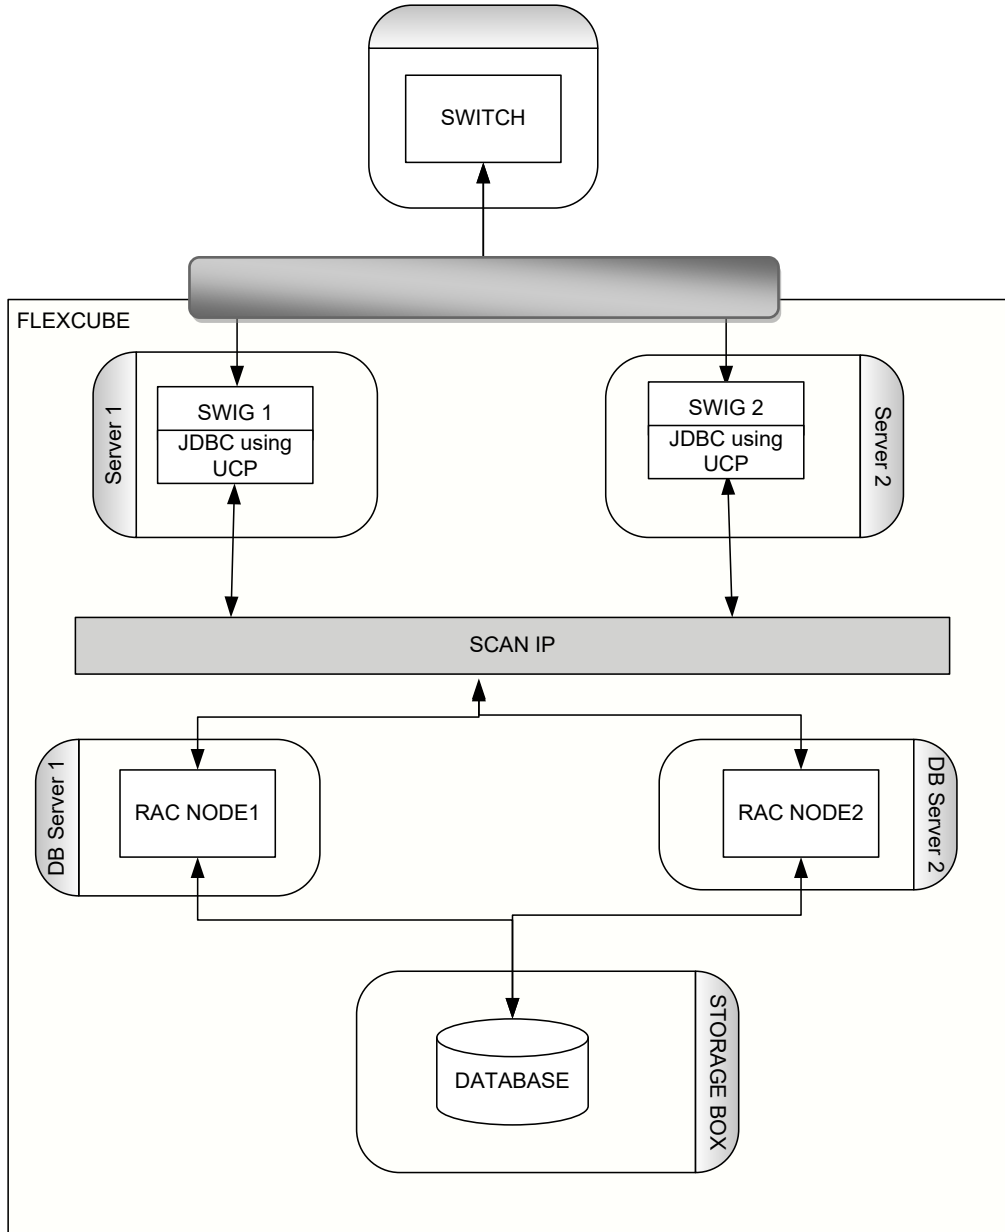 SWITCH
FLEXCUBE
Server 1
SWIG 1
JDBC using
UCP
SWIG 2
JDBC using
UCP
Server 2
SCAN IP
DB Server 1
RAC NODE1
RAC NODE2
DB Server 2
DATABASE
STORAGE BOX